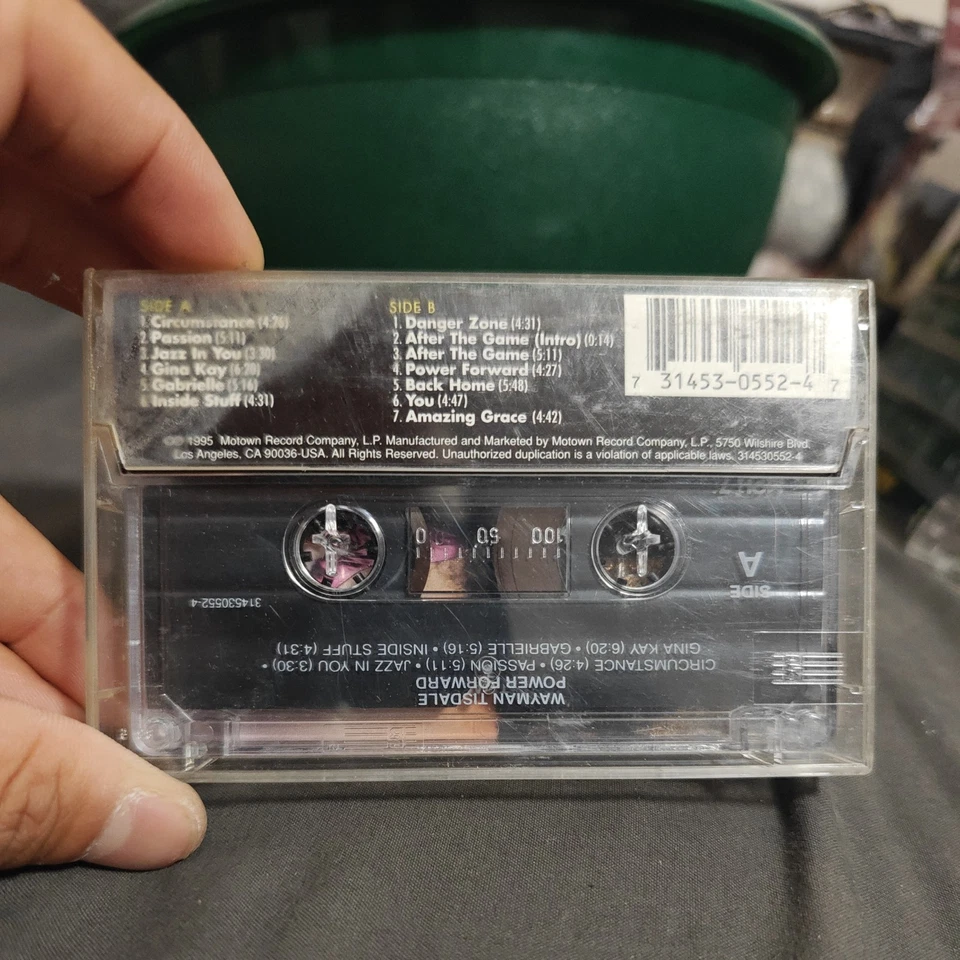 SIDE A
1. Circumstance (4:26)
2. Passion (5:11)
3. Jazz In You (3:30)
4. Gina Kay (6:20)
5. Gabrielle (5:16)
6. Inside Stuff (4:31)
SIDE B
1. Danger Zone (4:31)
2. After The Game (Intro) (0:14)
3. After The Game (5:11)
4. Power Forward (4:27)
5. Back Home (5:48)
6. You (4:47)
7. Amazing Grace (4:42)
7 31453-0552-4 7
℗© 1995 Motown Record Company, L.P. Manufactured and Marketed by Motown Record Company, L.P., 5750 Wilshire Blvd.
Los Angeles, CA 90036-USA. All Rights Reserved. Unauthorized duplication is a violation of applicable laws. 314530552-4
WAYMAN TISDALE
POWER FORWARD
CIRCUMSTANCE (4:26) • PASSION (5:11) • JAZZ IN YOU (3:30) •
GINA KAY (6:20) • GABRIELLE (5:16) • INSIDE STUFF (4:31)
314530552-4
SIDE
A
100 50 0